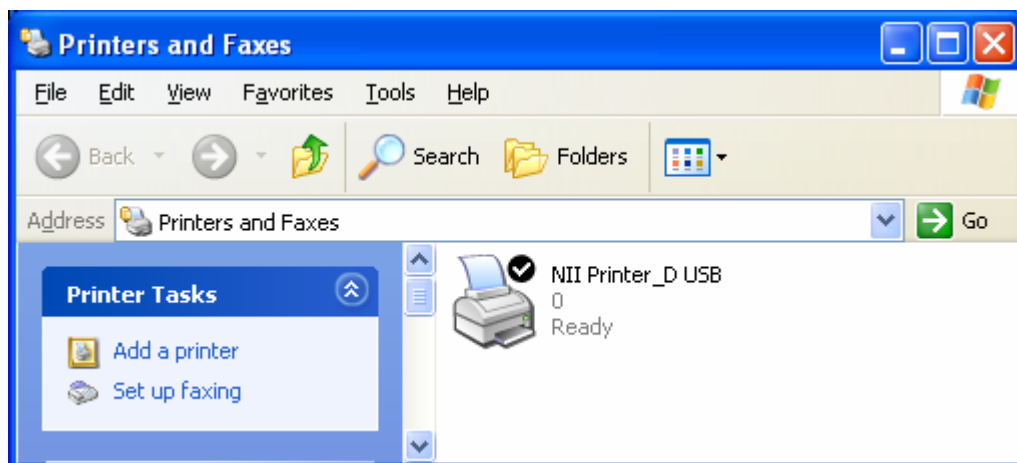 Printers and Faxes
File Edit View Favorites Tools Help
Back Search Folders
Address Printers and Faxes Go
Printer Tasks
Add a printer
Set up faxing
NII Printer_D USB
0
Ready